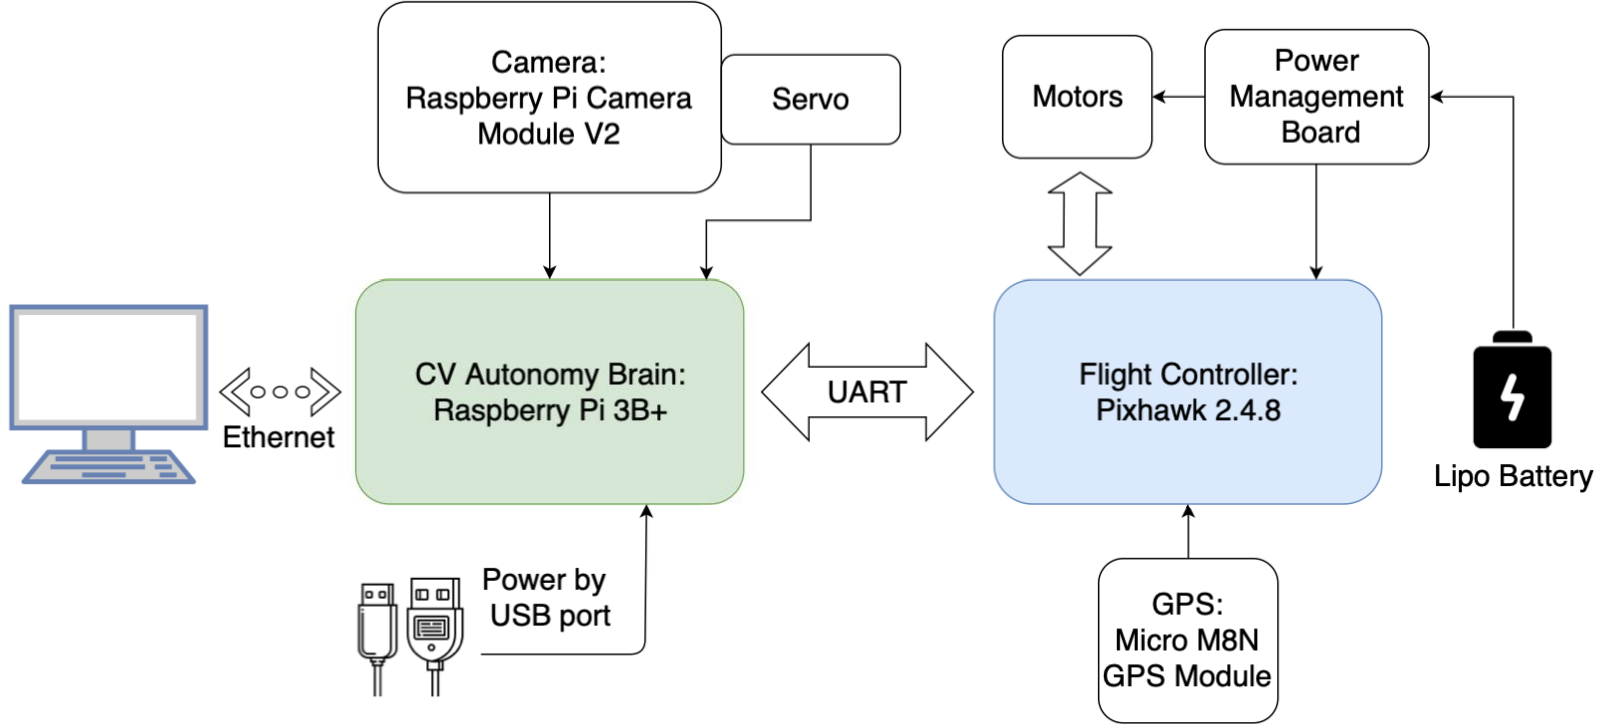 Camera:
Raspberry Pi Camera
Module V2
Servo
Motors
Power
Management
Board
Ethernet
CV Autonomy Brain:
Raspberry Pi 3B+
UART
Flight Controller:
Pixhawk 2.4.8
Lipo Battery
Power by
USB port
GPS:
Micro M8N
GPS Module